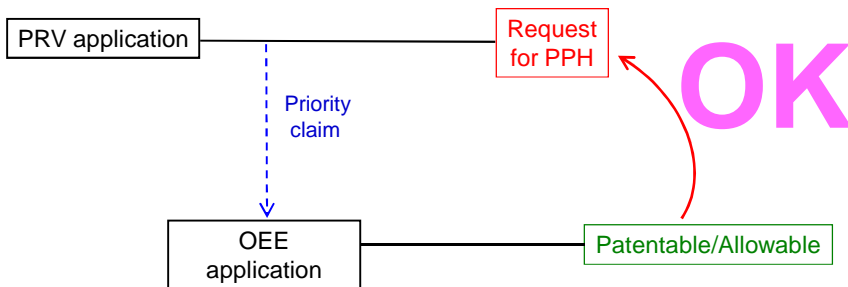 PRV application
Request
for PPH
OK
Priority
claim
OEE
application
Patentable/Allowable